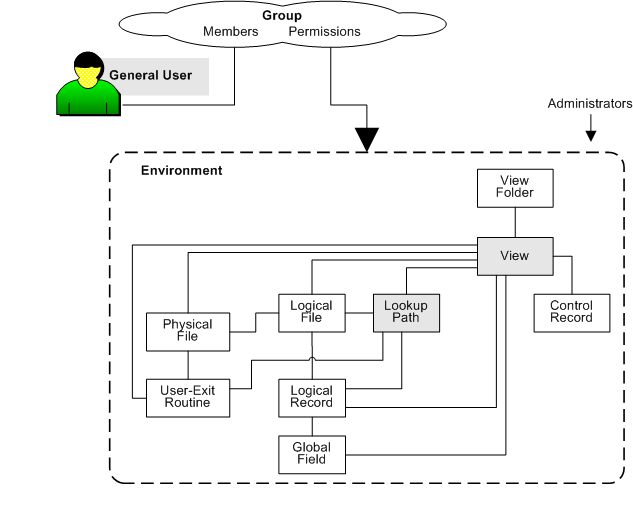 Group
Members Permissions
General User
Administrators
Environment
View
Folder
View
Logical
File
Lookup
Path
Control
Record
Physical
File
User-Exit
Routine
Logical
Record
Global
Field